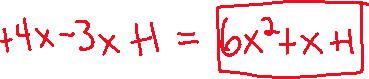 +4x-3x+1 = 6x²+x+1